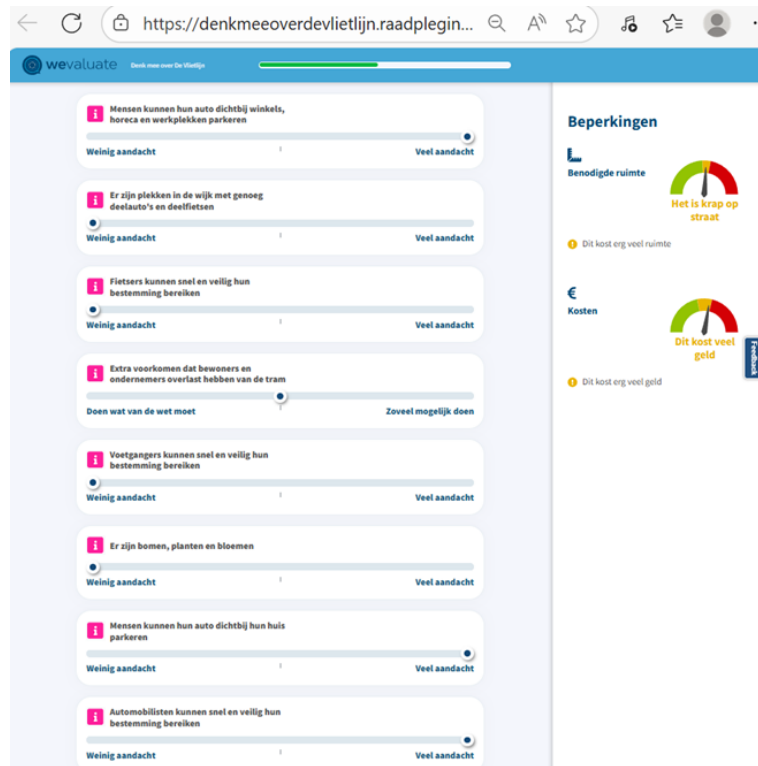 https://denkmeeoverdevlietlijn.raadplegin...
wevaluate Denk mee over De Vlietlijn
Mensen kunnen hun auto dichtbij winkels,
horeca en werkplekken parkeren
Weinig aandacht Veel aandacht
Er zijn plekken in de wijk met genoeg
deelauto's en deelfietsen
Weinig aandacht Veel aandacht
Fietsers kunnen snel en veilig hun
bestemming bereiken
Weinig aandacht Veel aandacht
Extra voorkomen dat bewoners en
ondernemers overlast hebben van de tram
Doen wat van de wet moet Zoveel mogelijk doen
Voetgangers kunnen snel en veilig hun
bestemming bereiken
Weinig aandacht Veel aandacht
Er zijn bomen, planten en bloemen
Weinig aandacht Veel aandacht
Mensen kunnen hun auto dichtbij hun huis
parkeren
Weinig aandacht Veel aandacht
Automobilisten kunnen snel en veilig hun
bestemming bereiken
Weinig aandacht Veel aandacht
Beperkingen
Benodigde ruimte
Het is krap op
straat
Dit kost erg veel ruimte
€
Kosten
Dit kost veel
geld
Dit kost erg veel geld
Feedback